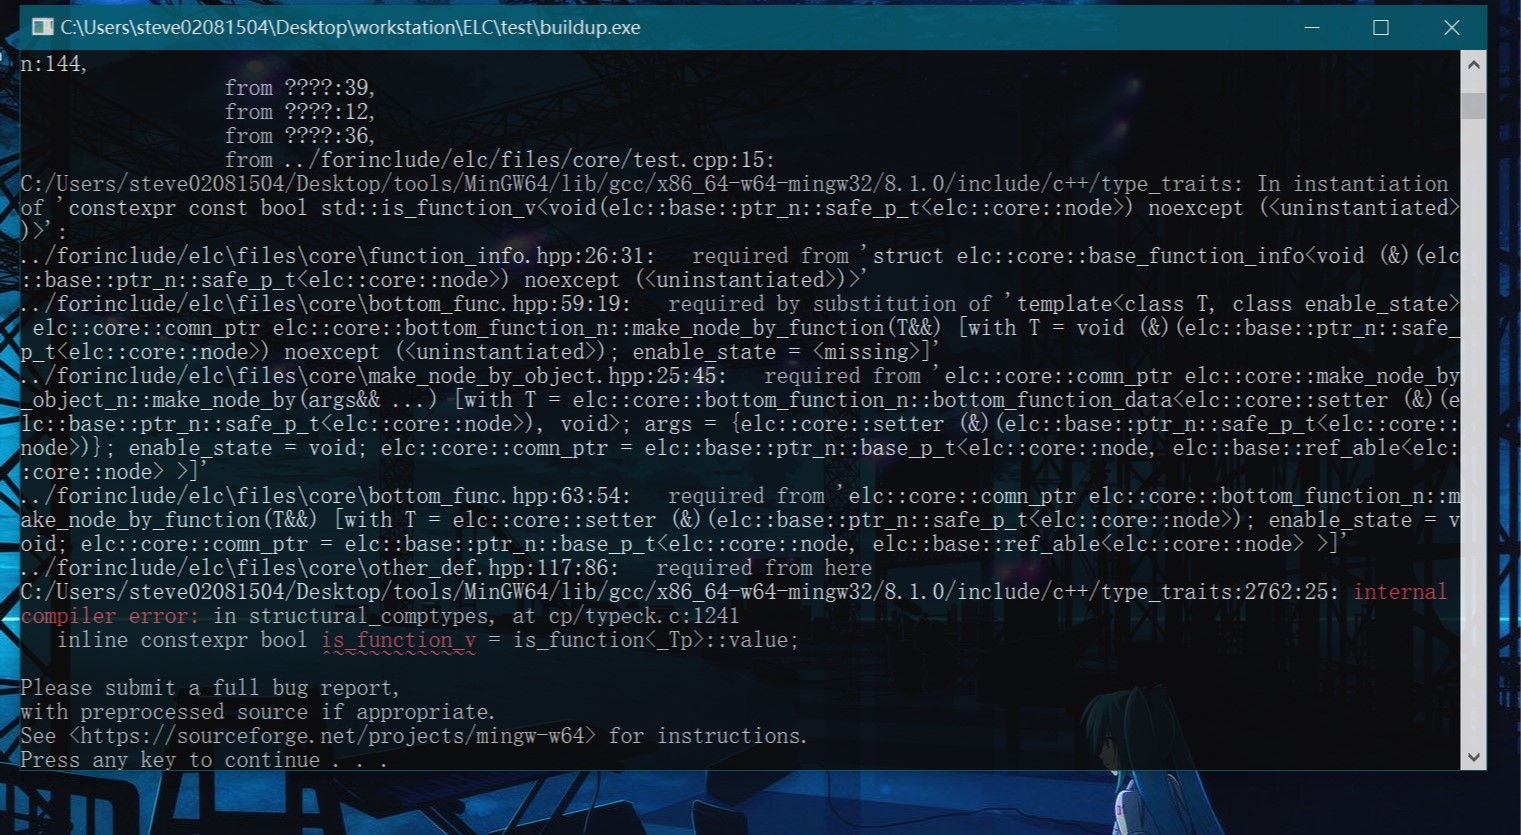 C:\Users\steve02081504\Desktop\workstation\ELC\test\buildup.exe
n:144,
from ????:39,
from ????:12,
from ????:36,
from ../forinclude/elc/files/core/test.cpp:15:
C:/Users/steve02081504/Desktop/tools/MinGW64/lib/gcc/x86_64-w64-mingw32/8.1.0/include/c++/type_traits: In instantiation
of 'constexpr const bool std::is_function_v<void(elc::base::ptr_n::safe_p_t<elc::core::node>) noexcept (<uninstantiated>
)>':
../forinclude/elc\files\core\function_info.hpp:26:31:   required from 'struct elc::core::base_function_info<void (&)(elc
::base::ptr_n::safe_p_t<elc::core::node>) noexcept (<uninstantiated>)>'
../forinclude/elc\files\core\bottom_func.hpp:59:19:   required by substitution of 'template<class T, class enable_state>
elc::core::comn_ptr elc::core::bottom_function_n::make_node_by_function(T&&) [with T = void (&)(elc::base::ptr_n::safe_
p_t<elc::core::node>) noexcept (<uninstantiated>); enable_state = <missing>]'
../forinclude/elc\files\core\make_node_by_object.hpp:25:45:   required from 'elc::core::comn_ptr elc::core::make_node_by
_object_n::make_node_by(args&& ...) [with T = elc::core::bottom_function_n::bottom_function_data<elc::core::setter (&)(e
lc::base::ptr_n::safe_p_t<elc::core::node>), void>; args = {elc::core::setter (&)(elc::base::ptr_n::safe_p_t<elc::core::
node>)}; enable_state = void; elc::core::comn_ptr = elc::base::ptr_n::base_p_t<elc::core::node, elc::base::ref_able<elc:
:core::node> >]'
../forinclude/elc\files\core\bottom_func.hpp:63:54:   required from 'elc::core::comn_ptr elc::core::bottom_function_n::m
ake_node_by_function(T&&) [with T = elc::core::setter (&)(elc::base::ptr_n::safe_p_t<elc::core::node>); enable_state = v
oid; elc::core::comn_ptr = elc::base::ptr_n::base_p_t<elc::core::node, elc::base::ref_able<elc::core::node> >]'
../forinclude/elc\files\core\other_def.hpp:117:86:   required from here
C:/Users/steve02081504/Desktop/tools/MinGW64/lib/gcc/x86_64-w64-mingw32/8.1.0/include/c++/type_traits:2762:25: internal
compiler error: in structural_comptypes, at cp/typeck.c:1241
inline constexpr bool is_function_v = is_function<_Tp>::value;
^~~~~~~~~~~~~
Please submit a full bug report,
with preprocessed source if appropriate.
See <https://sourceforge.net/projects/mingw-w64> for instructions.
Press any key to continue . . .